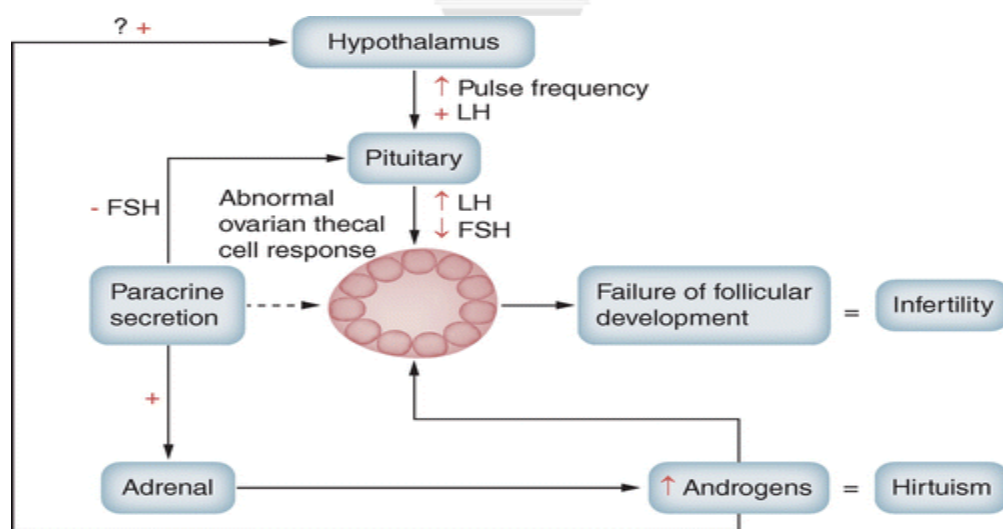 ? +
Hypothalamus
↑ Pulse frequency
+ LH
Pituitary
- FSH
Abnormal
ovarian thecal
cell response
↑ LH
↓ FSH
Paracrine
secretion
Failure of follicular
development
=
Infertility
+
Adrenal
↑ Androgens
=
Hirtuism